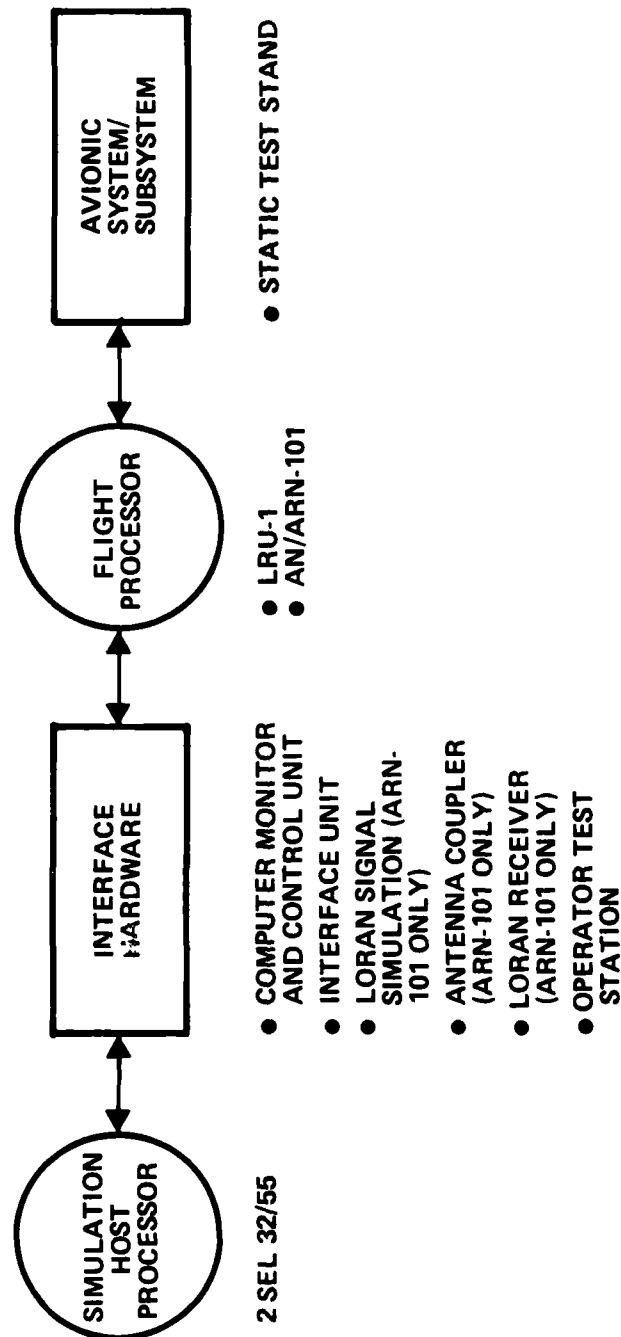 SIMULATION
HOST
PROCESSOR
2 SEL 32/55
INTERFACE
HARDWARE
● COMPUTER MONITOR
AND CONTROL UNIT
● INTERFACE UNIT
● LORAN SIGNAL
SIMULATION (ARN-
101 ONLY)
● ANTENNA COUPLER
(ARN-101 ONLY)
● LORAN RECEIVER
(ARN-101 ONLY)
● OPERATOR TEST
STATION
FLIGHT
PROCESSOR
● LRU-1
● AN/ARN-101
AVIONIC
SYSTEM/
SUBSYSTEM
● STATIC TEST STAND